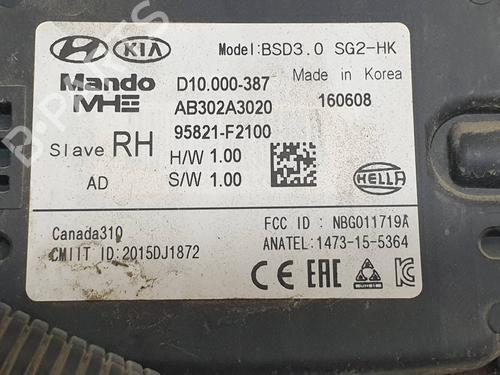 HYUNDAI KIA Model:BSD3.0 SG2-HK
Mando D10.000-387 Made in Korea
MHE AB302A3020 160608
95821-F2100
Slave RH H/W 1.00 HELLA
AD S/W 1.00
Canada310 FCC ID : NBG011719A
CMIIT ID:2015DJ1872 ANATEL:1473-15-5364
CE EAC KC